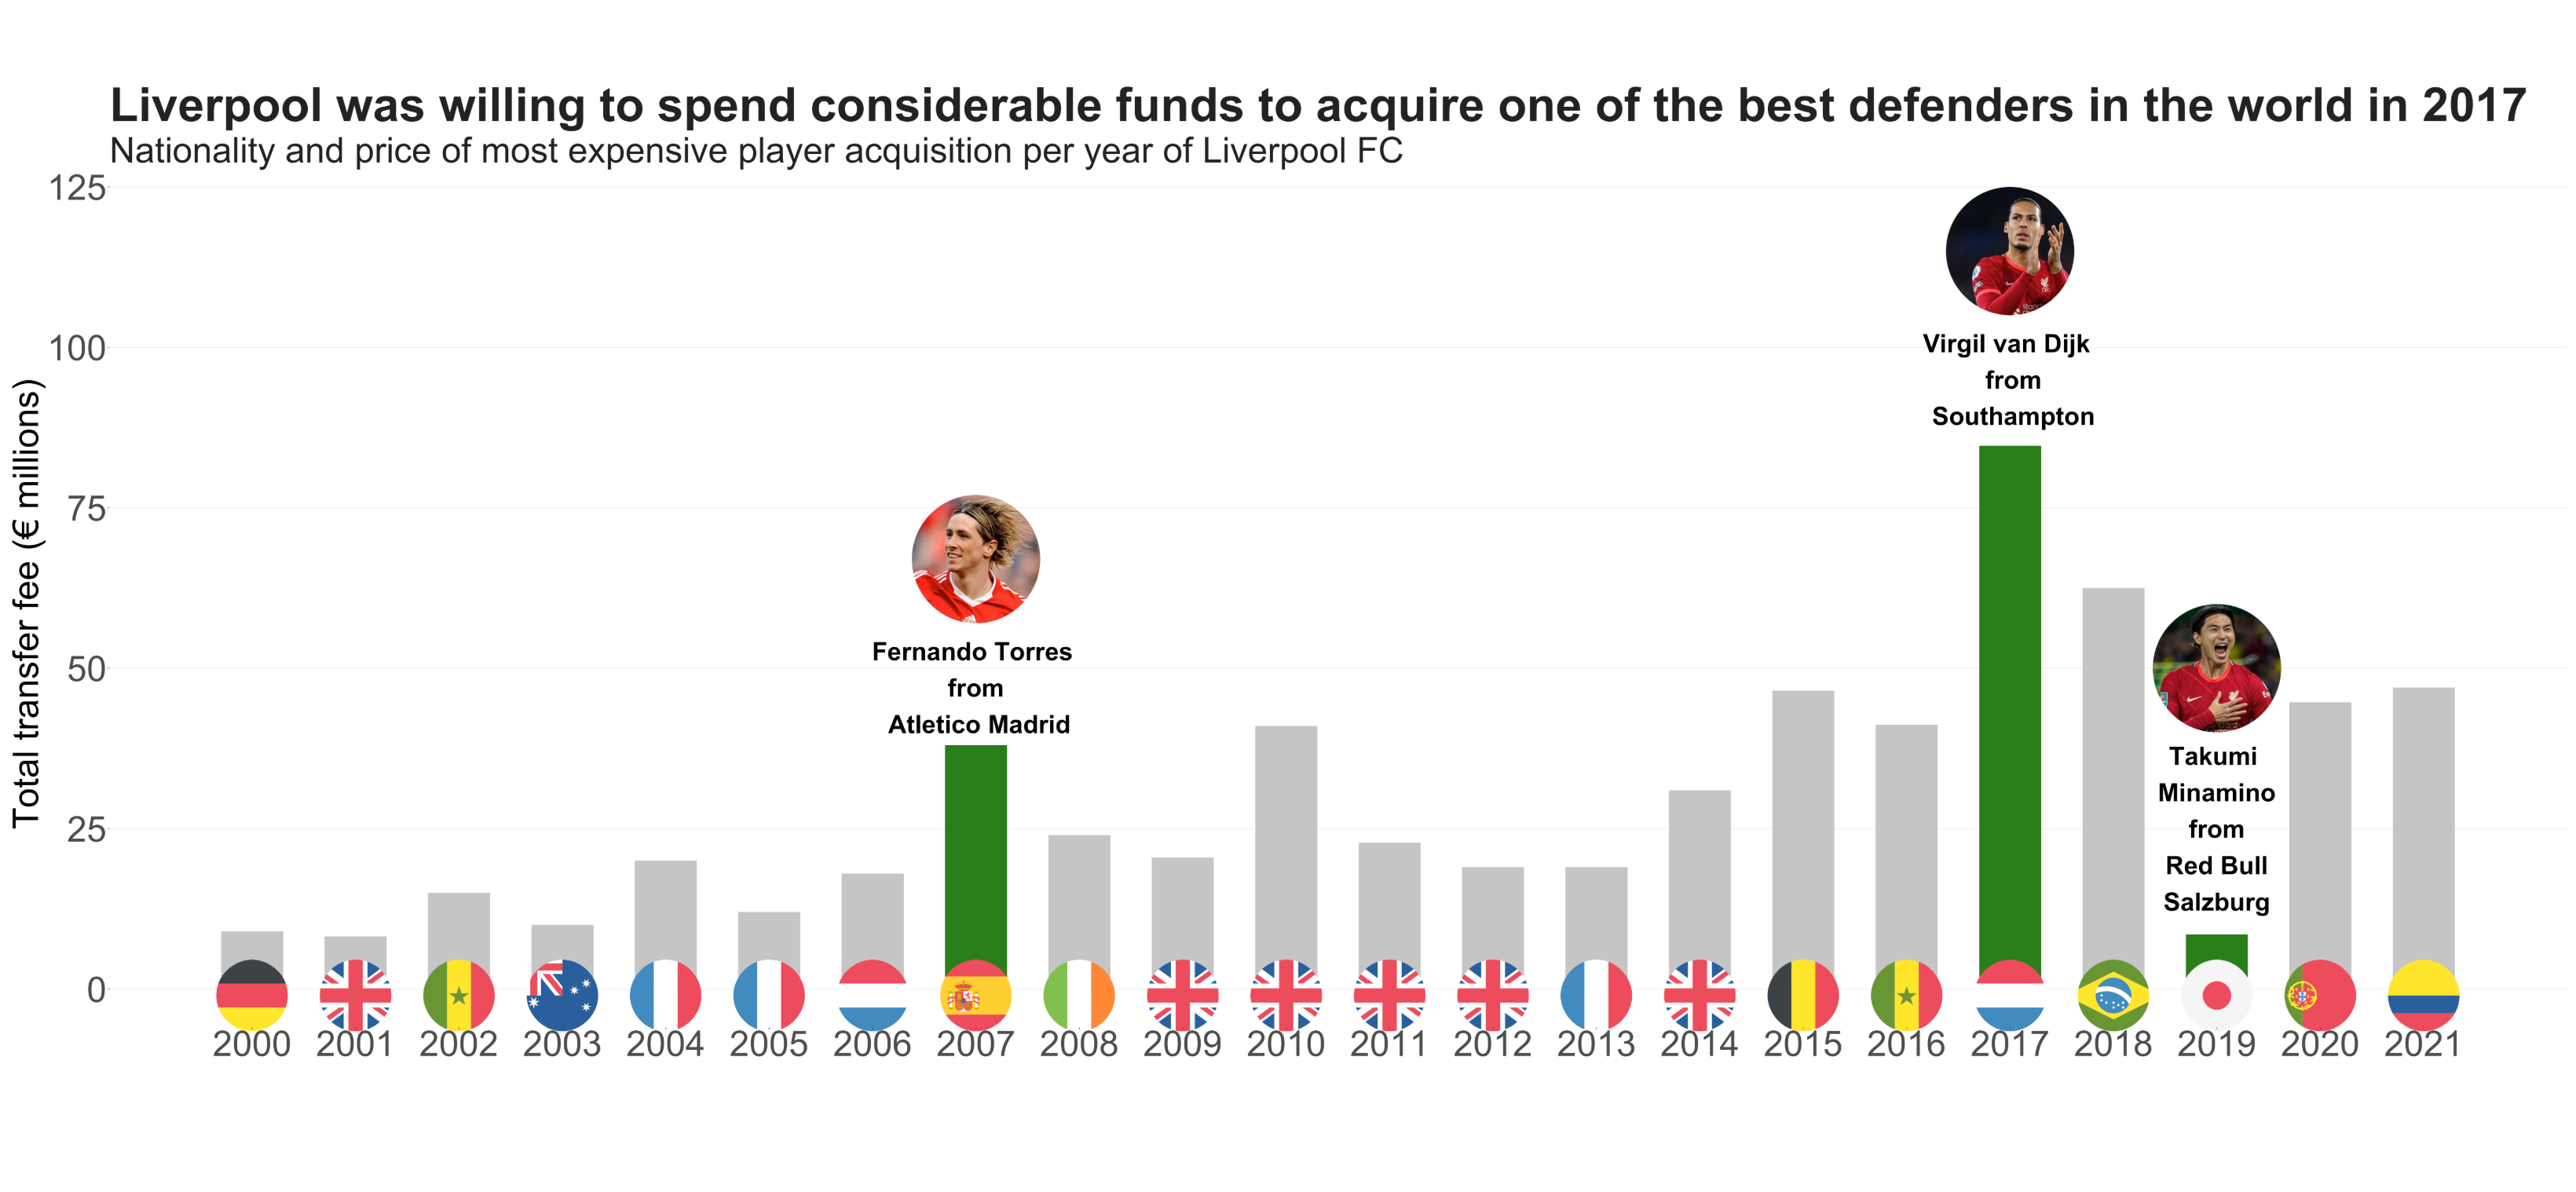 Liverpool was willing to spend considerable funds to acquire one of the best defenders in the world in 2017
Nationality and price of most expensive player acquisition per year of Liverpool FC
Total transfer fee (€ millions)
125
100
75
50
25
0
Fernando Torres
from
Atletico Madrid
Virgil van Dijk
from
Southampton
Takumi
Minamino
from
Red Bull
Salzburg
2000 2001 2002 2003 2004 2005 2006 2007 2008 2009 2010 2011 2012 2013 2014 2015 2016 2017 2018 2019 2020 2021